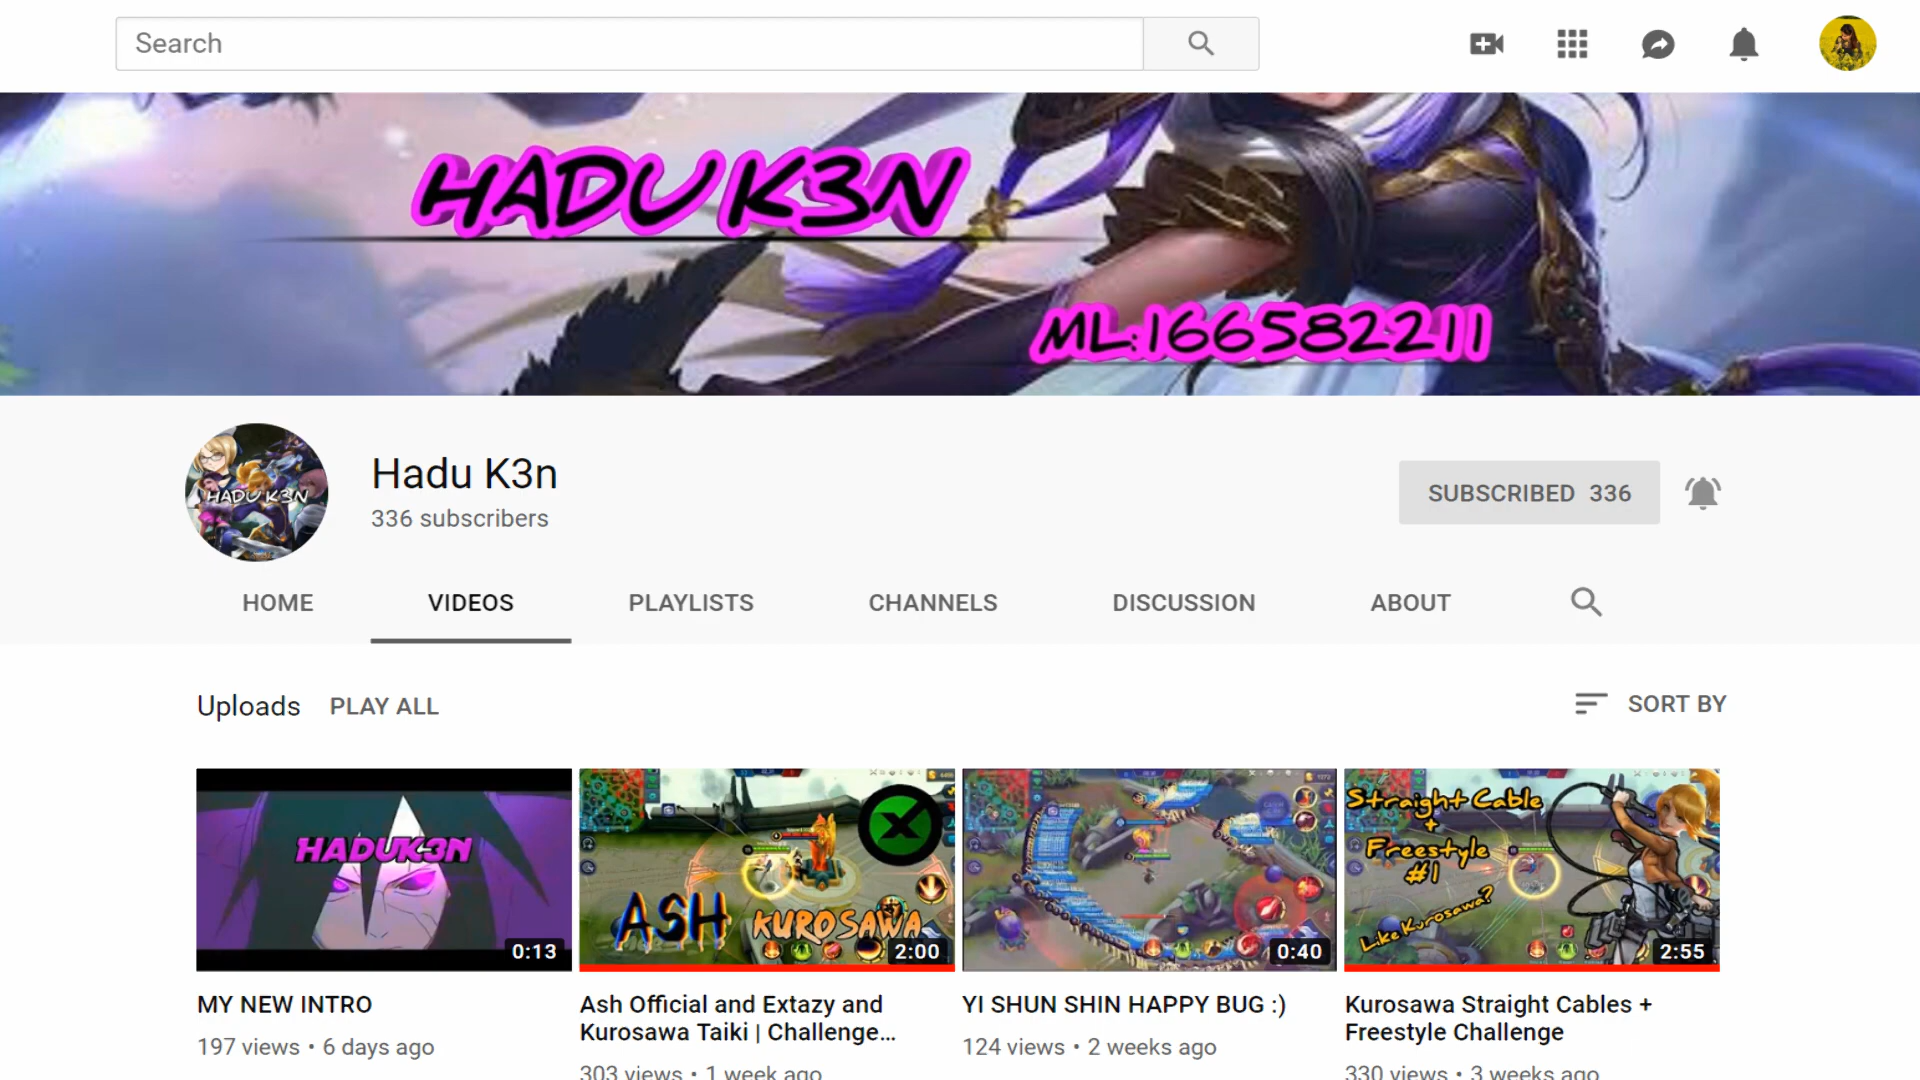 Search
HADU K3N
ML:166582211
HADU K3N
Hadu K3n
336 subscribers
SUBSCRIBED 336
HOME VIDEOS PLAYLISTS CHANNELS DISCUSSION ABOUT
Uploads PLAY ALL
SORT BY
HADUK3N
0:13
ASH KUROSAWA
2:00
0:40
Straight Cable
+
Freestyle
#1
Like Kurosawa?
2:55
MY NEW INTRO
197 views • 6 days ago
Ash Official and Extazy and
Kurosawa Taiki | Challenge...
303 views • 1 week ago
YI SHUN SHIN HAPPY BUG :)
124 views • 2 weeks ago
Kurosawa Straight Cables +
Freestyle Challenge
330 views • 3 weeks ago